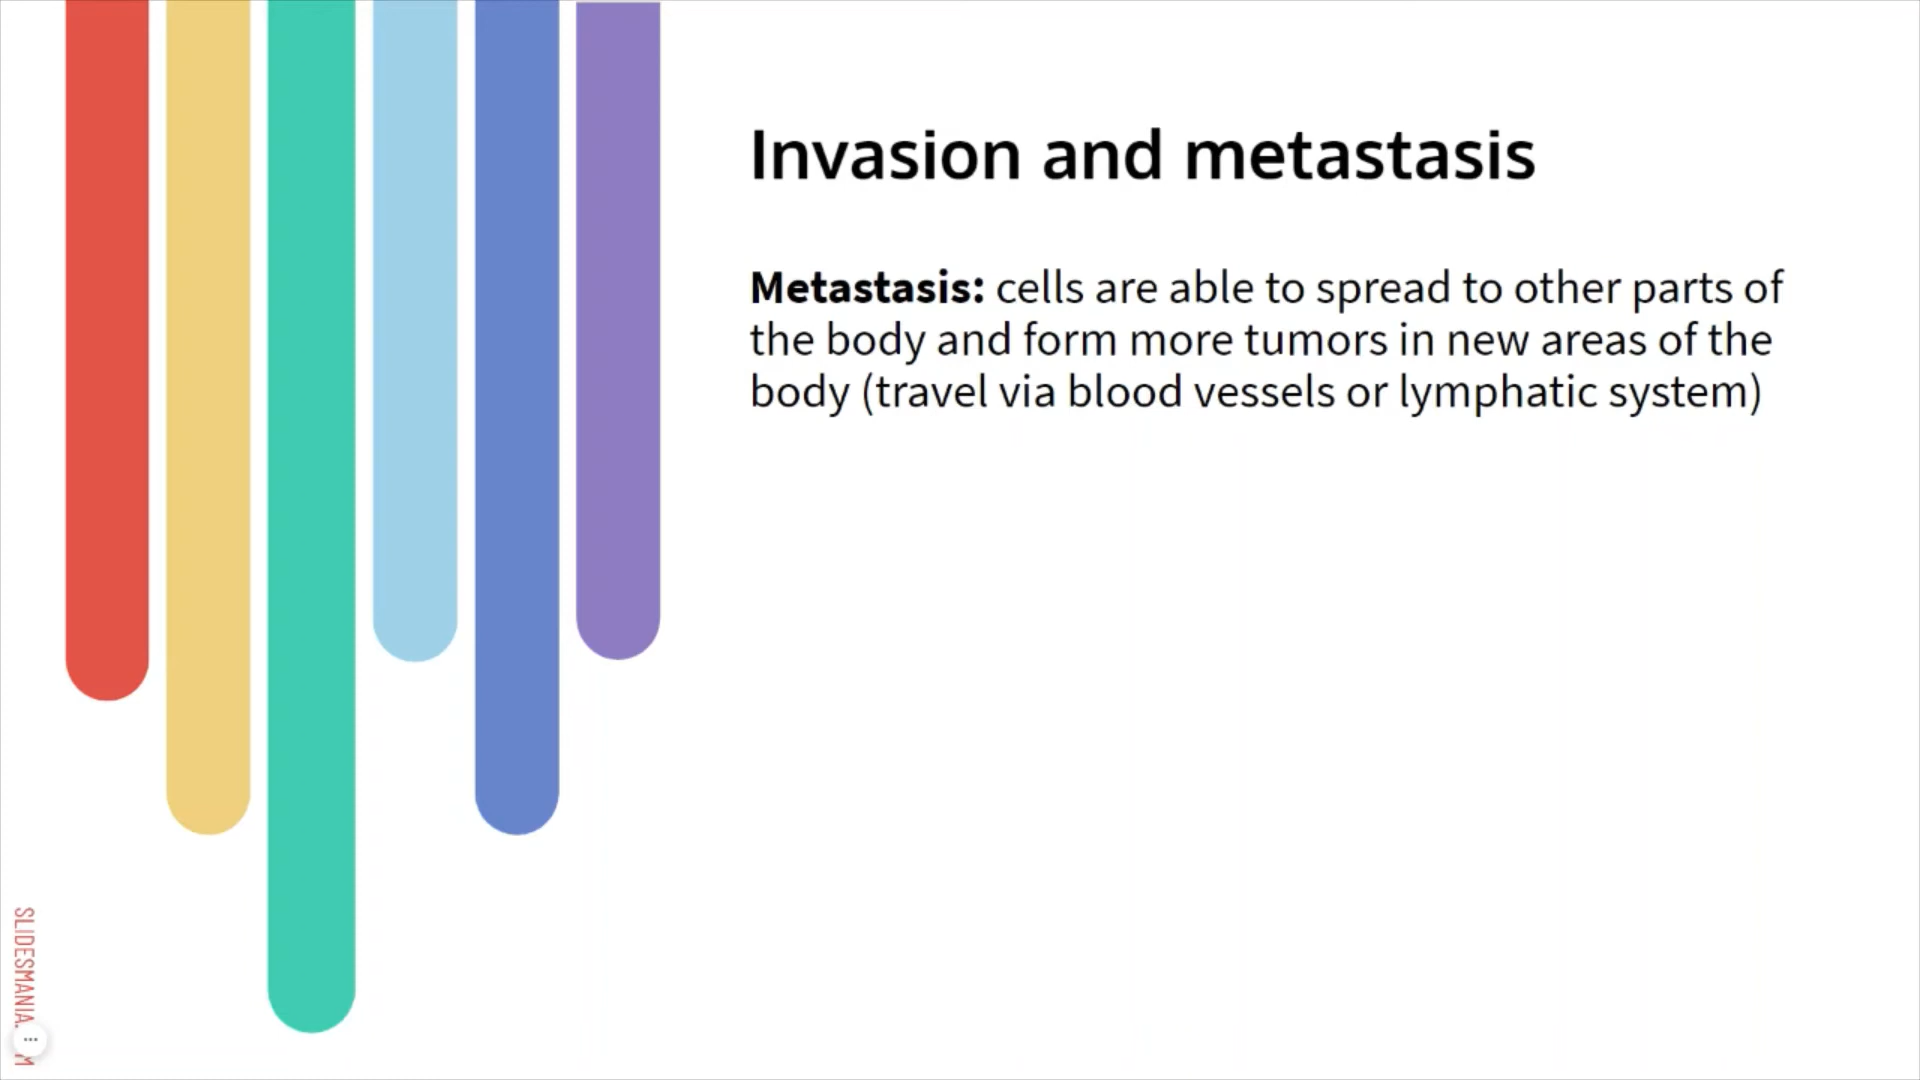 Invasion and metastasis
Metastasis: cells are able to spread to other parts of
the body and form more tumors in new areas of the
body (travel via blood vessels or lymphatic system)
SLIDESMANIA.